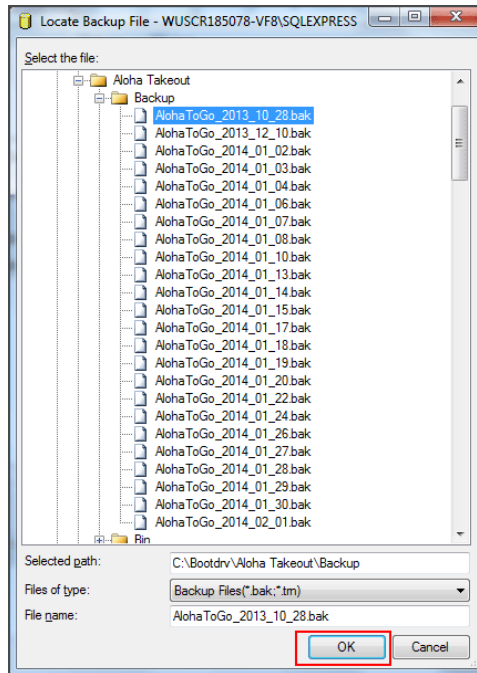 Locate Backup File - WUSCR185078-VF8\SQLEXPRESS
Select the file:
Aloha Takeout
Backup
AlohaToGo_2013_10_28.bak
AlohaToGo_2013_12_10.bak
AlohaToGo_2014_01_02.bak
AlohaToGo_2014_01_03.bak
AlohaToGo_2014_01_04.bak
AlohaToGo_2014_01_06.bak
AlohaToGo_2014_01_07.bak
AlohaToGo_2014_01_08.bak
AlohaToGo_2014_01_10.bak
AlohaToGo_2014_01_13.bak
AlohaToGo_2014_01_14.bak
AlohaToGo_2014_01_15.bak
AlohaToGo_2014_01_17.bak
AlohaToGo_2014_01_18.bak
AlohaToGo_2014_01_19.bak
AlohaToGo_2014_01_20.bak
AlohaToGo_2014_01_22.bak
AlohaToGo_2014_01_24.bak
AlohaToGo_2014_01_26.bak
AlohaToGo_2014_01_27.bak
AlohaToGo_2014_01_28.bak
AlohaToGo_2014_01_29.bak
AlohaToGo_2014_01_30.bak
AlohaToGo_2014_02_01.bak
Bin
Selected path: C:\Bootdrv\Aloha Takeout\Backup
Files of type: Backup Files(*.bak;*.trn)
File name: AlohaToGo_2013_10_28.bak
OK Cancel